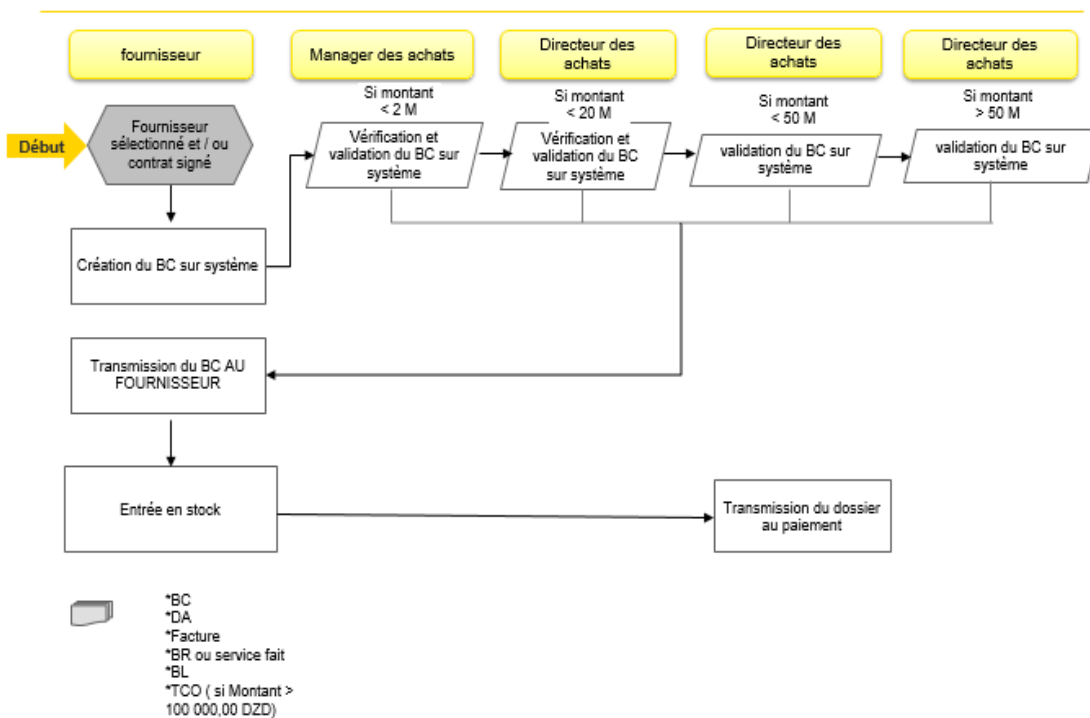 fournisseur
Manager des achats
Directeur des
achats
Directeur des
achats
Directeur des
achats
Si montant
< 2 M
Si montant
< 20 M
Si montant
< 50 M
Si montant
> 50 M
Début
Fournisseur
sélectionné et / ou
contrat signé
Vérification et
validation du BC sur
système
Vérification et
validation du BC
sur système
validation du BC sur
système
validation du BC sur
système
Création du BC sur système
Transmission du BC AU
FOURNISSEUR
Entrée en stock
Transmission du dossier
au paiement
*BC
*DA
*Facture
*BR ou service fait
*BL
*TCO ( si Montant >
100 000,00 DZD)